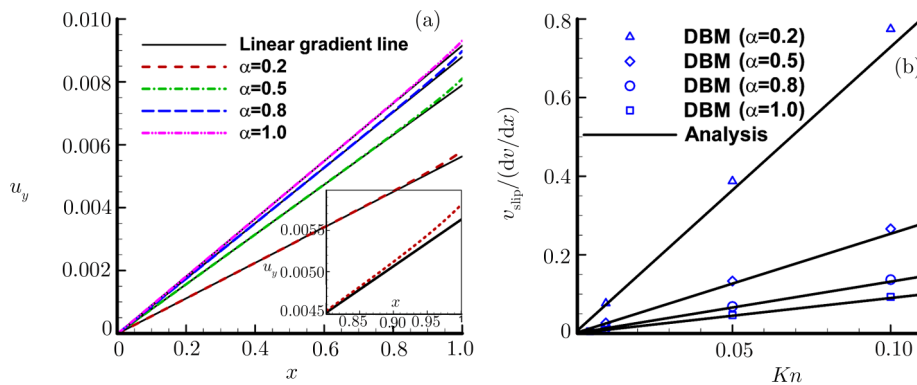 (a)
0.010
0.008
0.006
0.004
0.002
0
u_y
Linear gradient line
α=0.2
α=0.5
α=0.8
α=1.0
0.0055
0.0050
0.0045
u_y
x
0.85 0.90 0.95 1
0 0.2 0.4 0.6 0.8 1.0
x
(b)
0.8
0.6
0.4
0.2
0
v_slip/(dv/dx)
DBM (α=0.2)
DBM (α=0.5)
DBM (α=0.8)
DBM (α=1.0)
Analysis
0.05 0.10
Kn